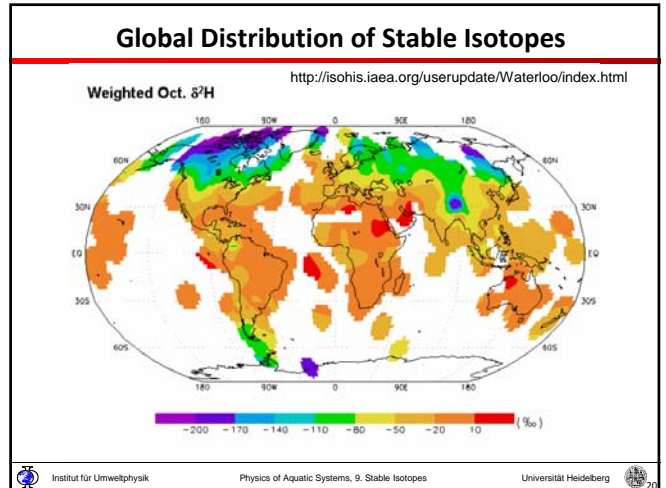 Global Distribution of Stable Isotopes
http://isohis.iaea.org/userupdate/Waterloo/index.html
Weighted Oct. δ²H
180 90W 0 90E 180
60N 60N
30N 30N
EQ EQ
30S 30S
60S 60S
180 90W 0 90E 180
-200 -170 -140 -110 -80 -50 -20 10 (‰)
Institut für Umweltphysik Physics of Aquatic Systems, 9. Stable Isotopes Universität Heidelberg 20